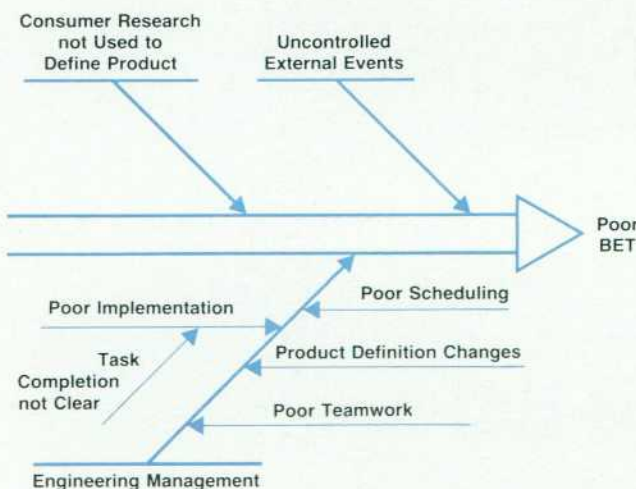 Consumer Research
not Used to
Define Product
Uncontrolled
External Events
Poor
BET
Poor Implementation
Poor Scheduling
Task
Completion
not Clear
Product Definition Changes
Poor Teamwork
Engineering Management